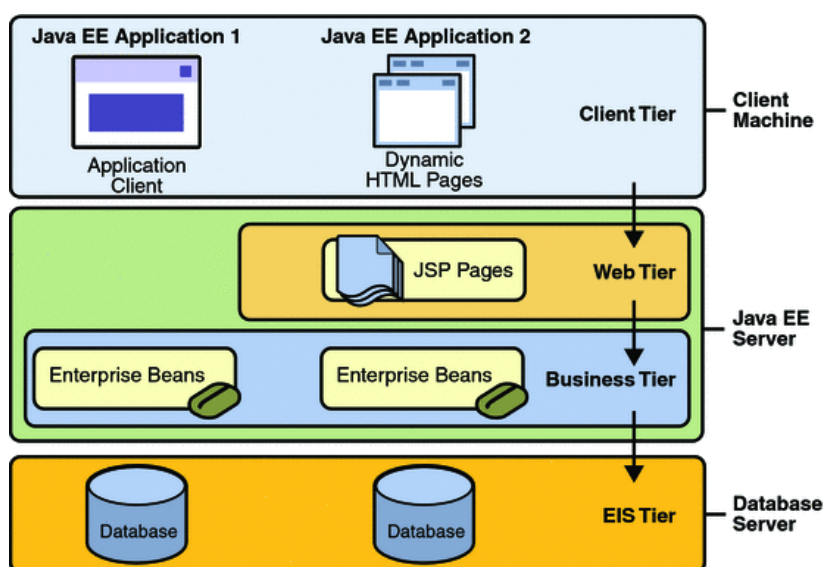 Java EE Application 1
Java EE Application 2
Application
Client
Dynamic
HTML Pages
Client Tier
Client
Machine
JSP Pages
Web Tier
Java EE
Server
Enterprise Beans
Enterprise Beans
Business Tier
Database
Database
EIS Tier
Database
Server